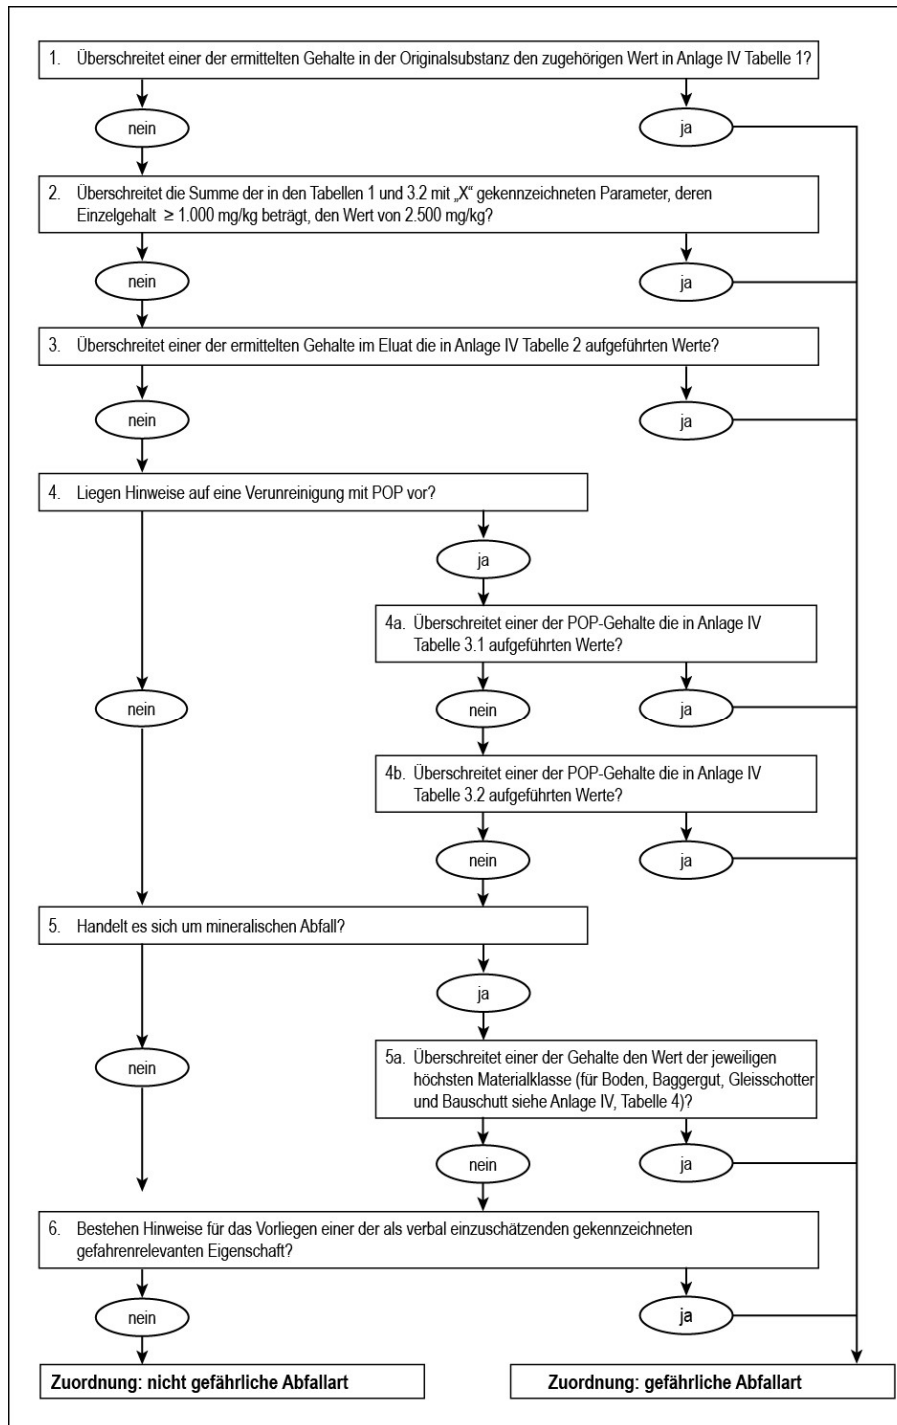 1. Überschreitet einer der ermittelten Gehalte in der Originalsubstanz den zugehörigen Wert in Anlage IV Tabelle 1?
nein
ja
2. Überschreitet die Summe der in den Tabellen 1 und 3.2 mit „X“ gekennzeichneten Parameter, deren
Einzelgehalt ≥ 1.000 mg/kg beträgt, den Wert von 2.500 mg/kg?
nein
ja
3. Überschreitet einer der ermittelten Gehalte im Eluat die in Anlage IV Tabelle 2 aufgeführten Werte?
nein
ja
4. Liegen Hinweise auf eine Verunreinigung mit POP vor?
ja
4a. Überschreitet einer der POP-Gehalte die in Anlage IV
Tabelle 3.1 aufgeführten Werte?
nein
nein
ja
4b. Überschreitet einer der POP-Gehalte die in Anlage IV
Tabelle 3.2 aufgeführten Werte?
nein
ja
5. Handelt es sich um mineralischen Abfall?
ja
nein
5a. Überschreitet einer der Gehalte den Wert der jeweiligen
höchsten Materialklasse (für Boden, Baggergut, Gleisschotter
und Bauschutt siehe Anlage IV, Tabelle 4)?
nein
ja
6. Bestehen Hinweise für das Vorliegen einer der als verbal einzuschätzenden gekennzeichneten
gefahrenrelevanten Eigenschaft?
nein
ja
Zuordnung: nicht gefährliche Abfallart
Zuordnung: gefährliche Abfallart